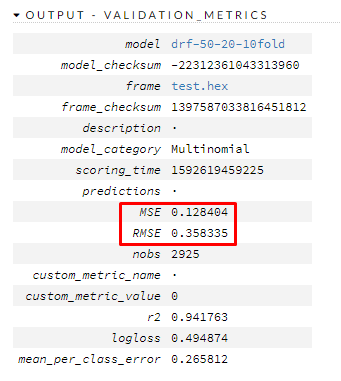 OUTPUT - VALIDATION_METRICS
model drf-50-20-10fold
model_checksum -22312361043313960
frame test.hex
frame_checksum 1397587033816451812
description ·
model_category Multinomial
scoring_time 1592619459225
predictions ·
MSE 0.128404
RMSE 0.358335
nobs 2925
custom_metric_name ·
custom_metric_value 0
r2 0.941763
logloss 0.494874
mean_per_class_error 0.265812